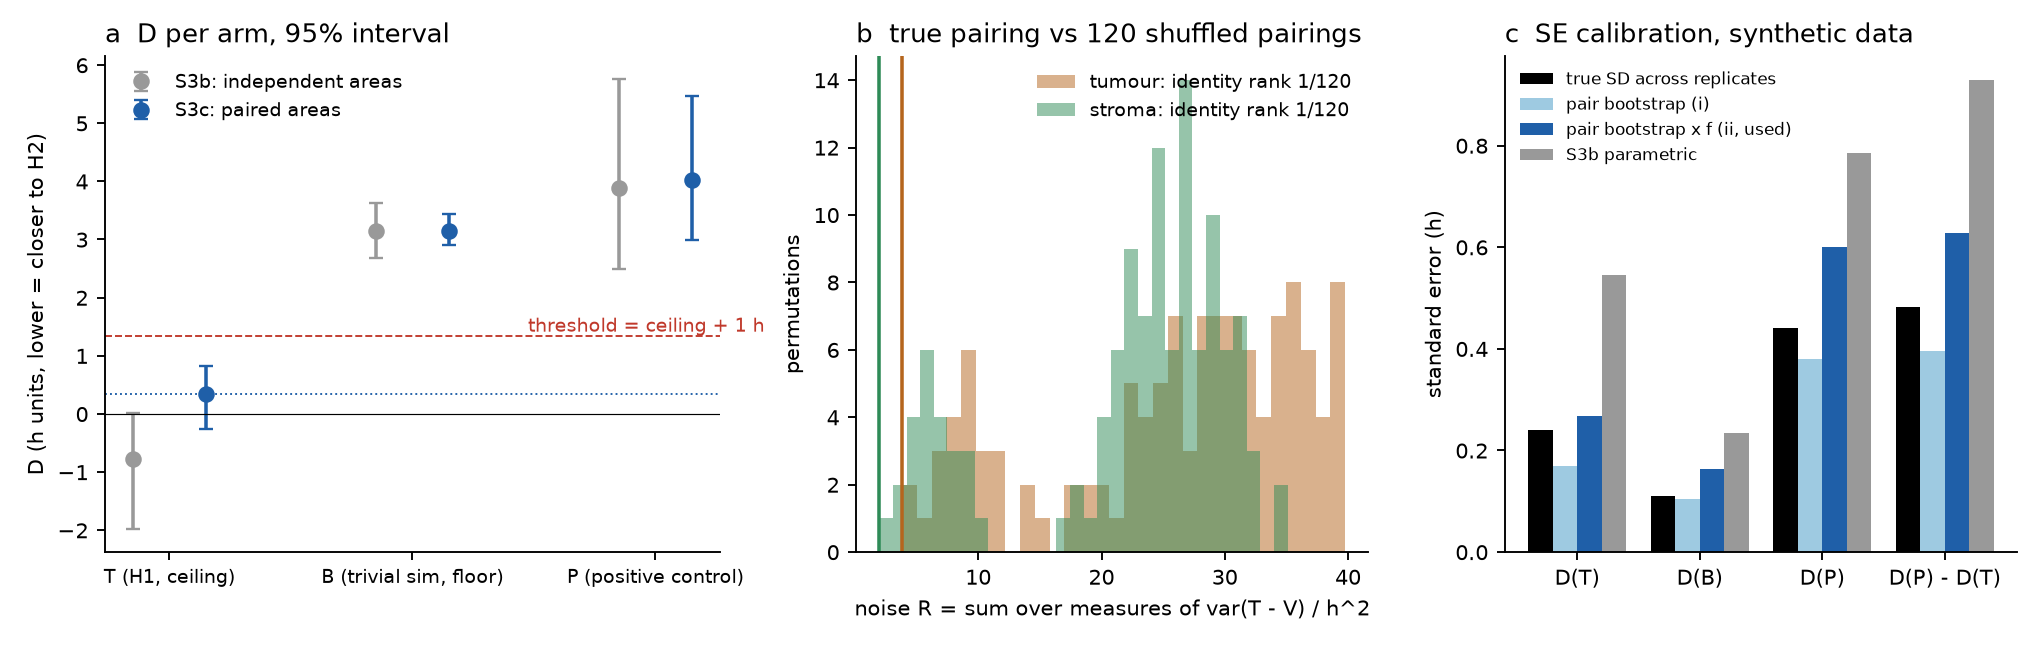 a  D per arm, 95% interval
S3b: independent areas
S3c: paired areas
threshold = ceiling + 1 h
D (h units, lower = closer to H2)
6
5
4
3
2
1
0
−1
−2
T (H1, ceiling)
B (trivial sim, floor)
P (positive control)
b  true pairing vs 120 shuffled pairings
tumour: identity rank 1/120
stroma: identity rank 1/120
permutations
14
12
10
8
6
4
2
0
10
20
30
40
noise R = sum over measures of var(T - V) / h^2
c  SE calibration, synthetic data
true SD across replicates
pair bootstrap (i)
pair bootstrap x f (ii, used)
S3b parametric
standard error (h)
0.8
0.6
0.4
0.2
0.0
D(T)
D(B)
D(P)
D(P) - D(T)